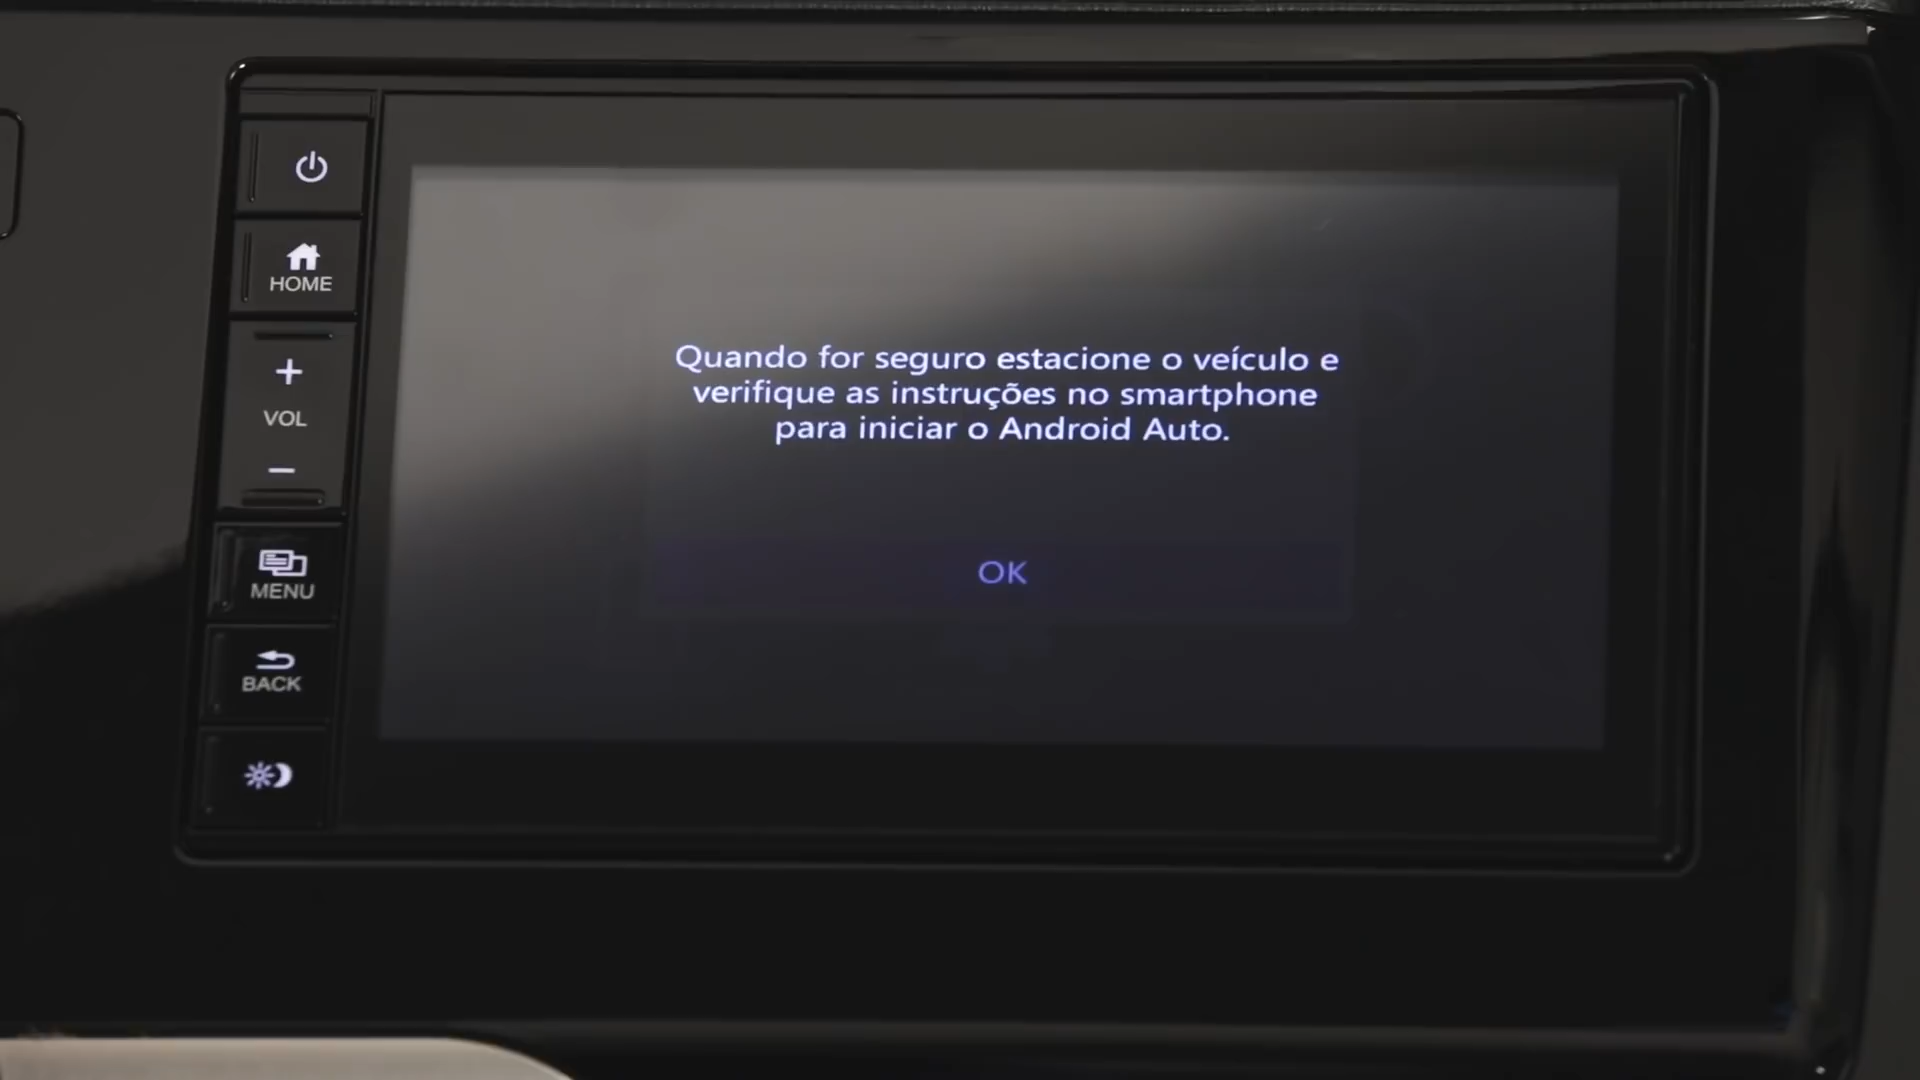 HOME
+
VOL
−
MENU
BACK
Quando for seguro estacione o veículo e
verifique as instruções no smartphone
para iniciar o Android Auto.
OK